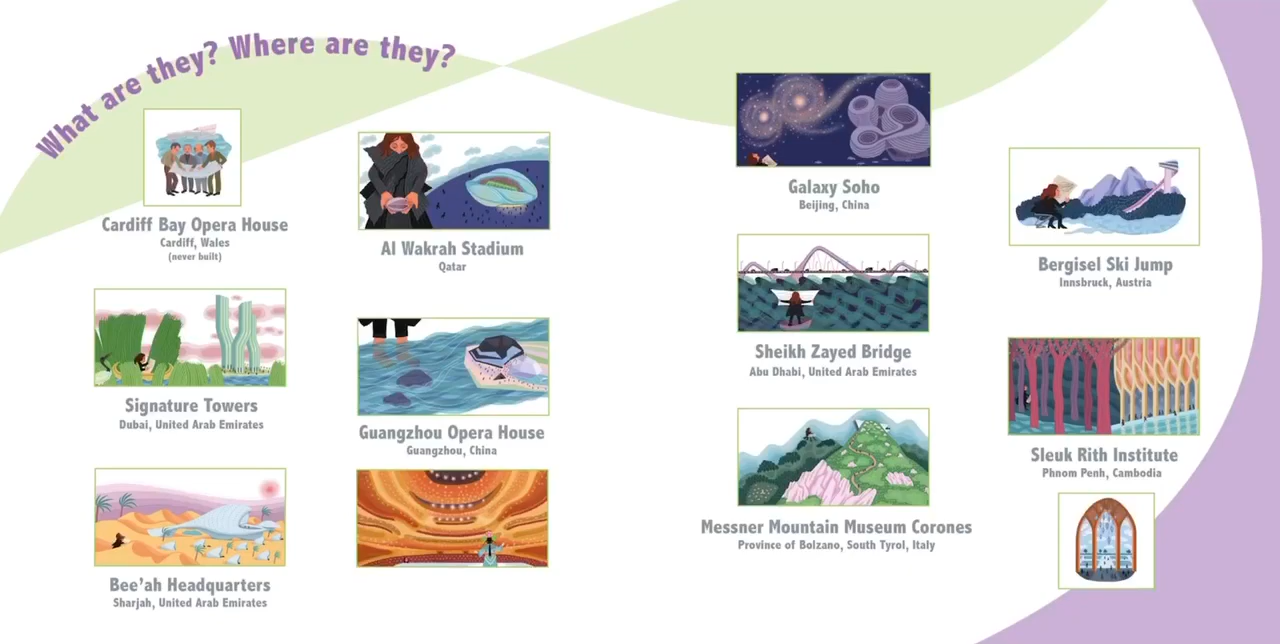 What are they? Where are they?
Cardiff Bay Opera House
Cardiff, Wales
(never built)
Signature Towers
Dubai, United Arab Emirates
Bee'ah Headquarters
Sharjah, United Arab Emirates
Al Wakrah Stadium
Qatar
Guangzhou Opera House
Guangzhou, China
Galaxy Soho
Beijing, China
Sheikh Zayed Bridge
Abu Dhabi, United Arab Emirates
Messner Mountain Museum Corones
Province of Bolzano, South Tyrol, Italy
Bergisel Ski Jump
Innsbruck, Austria
Sleuk Rith Institute
Phnom Penh, Cambodia